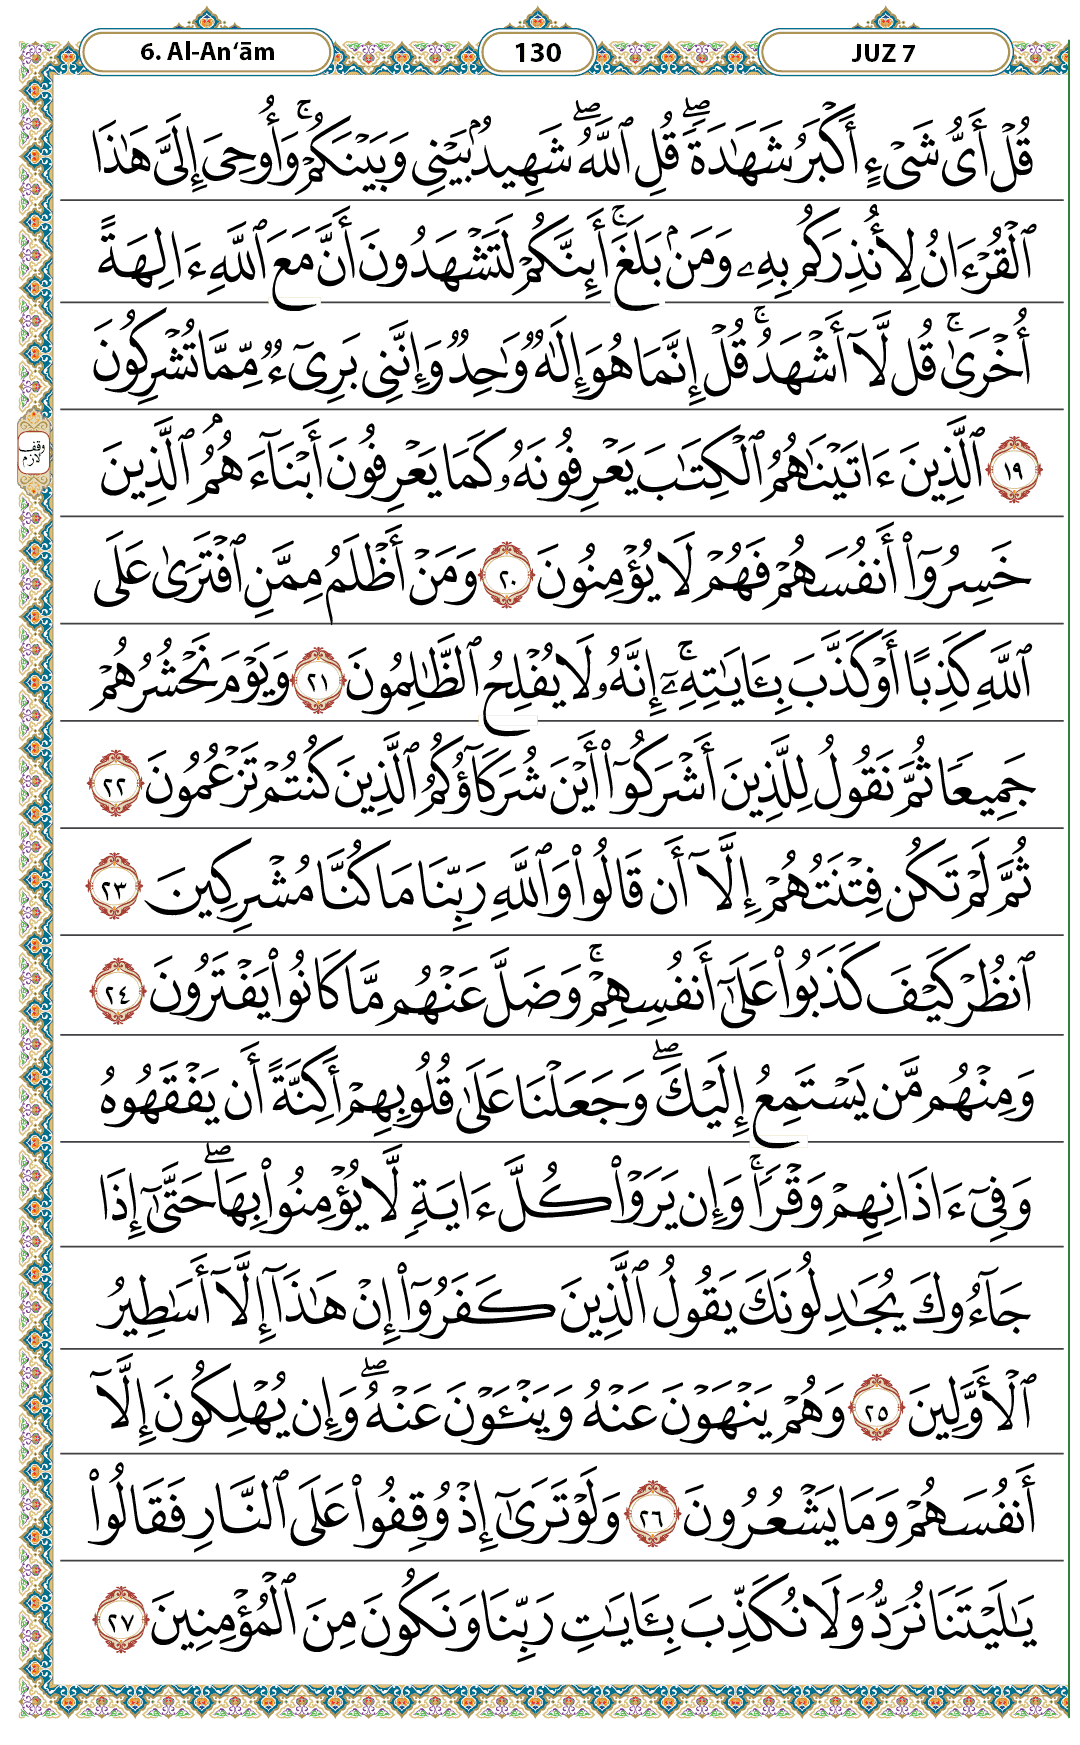 6. Al-An‘ām
130
JUZ 7
قُلۡ أَىُّ شَىۡءٍ أَكۡبَرُ شَهَـٰدَةًۖ قُلِ ٱللَّهُۖ شَهِيدُۢ بَيۡنِى وَبَيۡنَكُمۡۚ وَأُوحِىَ إِلَىَّ هَـٰذَا
ٱلۡقُرۡءَانُ لِأُنذِرَكُم بِهِۦ وَمَنۢ بَلَغَۚ أَئِنَّكُمۡ لَتَشۡهَدُونَ أَنَّ مَعَ ٱللَّهِ ءَالِهَةً
أُخۡرَىٰۚ قُل لَّآ أَشۡهَدُۚ قُلۡ إِنَّمَا هُوَ إِلَـٰهٌ وَٲحِدٌ وَإِنَّنِى بَرِىٓءٌ مِّمَّا تُشۡرِكُونَ
وقف لازم
١٩ ٱلَّذِينَ ءَاتَيۡنَـٰهُمُ ٱلۡكِتَـٰبَ يَعۡرِفُونَهُۥ كَمَا يَعۡرِفُونَ أَبۡنَآءَهُمُۘ ٱلَّذِينَ
خَسِرُوٓاْ أَنفُسَهُمۡ فَهُمۡ لَا يُؤۡمِنُونَ ٢٠ وَمَنۡ أَظۡلَمُ مِمَّنِ ٱفۡتَرَىٰ عَلَى
ٱللَّهِ كَذِبًا أَوۡ كَذَّبَ بِـَٔايَـٰتِهِۦٓۚ إِنَّهُۥ لَا يُفۡلِحُ ٱلظَّـٰلِمُونَ ٢١ وَيَوۡمَ نَحۡشُرُهُمۡ
جَمِيعًا ثُمَّ نَقُولُ لِلَّذِينَ أَشۡرَكُوٓاْ أَيۡنَ شُرَكَآؤُكُمُ ٱلَّذِينَ كُنتُمۡ تَزۡعُمُونَ ٢٢
ثُمَّ لَمۡ تَكُن فِتۡنَتُهُمۡ إِلَّآ أَن قَالُواْ وَٱللَّهِ رَبِّنَا مَا كُنَّا مُشۡرِكِينَ ٢٣
ٱنظُرۡ كَيۡفَ كَذَبُواْ عَلَىٰٓ أَنفُسِهِمۡۚ وَضَلَّ عَنۡهُم مَّا كَانُواْ يَفۡتَرُونَ ٢٤
وَمِنۡهُم مَّن يَسۡتَمِعُ إِلَيۡكَۖ وَجَعَلۡنَا عَلَىٰ قُلُوبِهِمۡ أَكِنَّةً أَن يَفۡقَهُوهُ
وَفِىٓ ءَاذَانِهِمۡ وَقۡرًاۚ وَإِن يَرَوۡاْ كُلَّ ءَايَةٍ لَّا يُؤۡمِنُواْ بِهَاۖ حَتَّىٰٓ إِذَا
جَآءُوكَ يُجَـٰدِلُونَكَ يَقُولُ ٱلَّذِينَ كَفَرُوٓاْ إِنۡ هَـٰذَآ إِلَّآ أَسَـٰطِيرُ
ٱلۡأَوَّلِينَ ٢٥ وَهُمۡ يَنۡهَوۡنَ عَنۡهُ وَيَنۡـَٔوۡنَ عَنۡهُۖ وَإِن يُهۡلِكُونَ إِلَّآ
أَنفُسَهُمۡ وَمَا يَشۡعُرُونَ ٢٦ وَلَوۡ تَرَىٰٓ إِذۡ وُقِفُواْ عَلَى ٱلنَّارِ فَقَالُواْ
يَـٰلَيۡتَنَا نُرَدُّ وَلَا نُكَذِّبَ بِـَٔايَـٰتِ رَبِّنَا وَنَكُونَ مِنَ ٱلۡمُؤۡمِنِينَ ٢٧